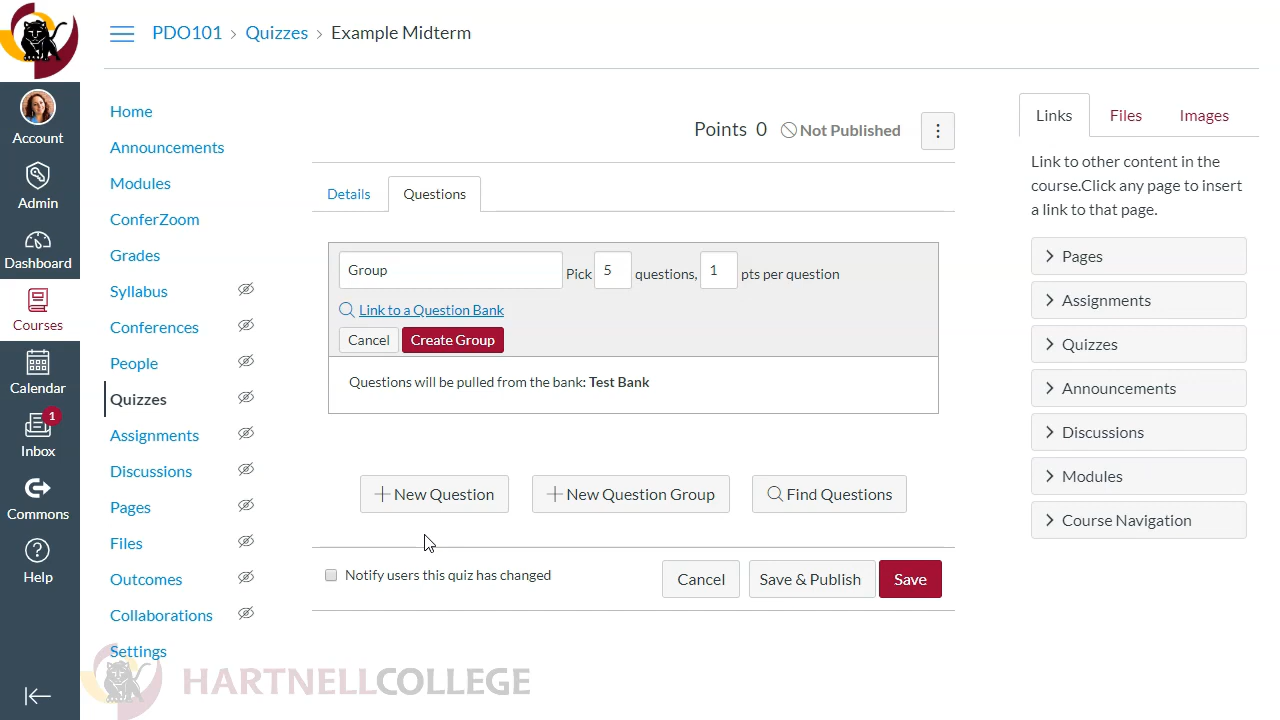 PDO101 > Quizzes > Example Midterm
Account
Admin
Dashboard
Courses
Calendar
1
Inbox
Commons
Help
Home
Announcements
Modules
ConferZoom
Grades
Syllabus
Conferences
People
Quizzes
Assignments
Discussions
Pages
Files
Outcomes
Collaborations
Settings
Points 0 Not Published
Details Questions
Group Pick 5 questions, 1 pts per question
Link to a Question Bank
Cancel Create Group
Questions will be pulled from the bank: Test Bank
New Question New Question Group Find Questions
Notify users this quiz has changed Cancel Save & Publish Save
Links Files Images
Link to other content in the
course.Click any page to insert
a link to that page.
Pages
Assignments
Quizzes
Announcements
Discussions
Modules
Course Navigation
HARTNELLCOLLEGE